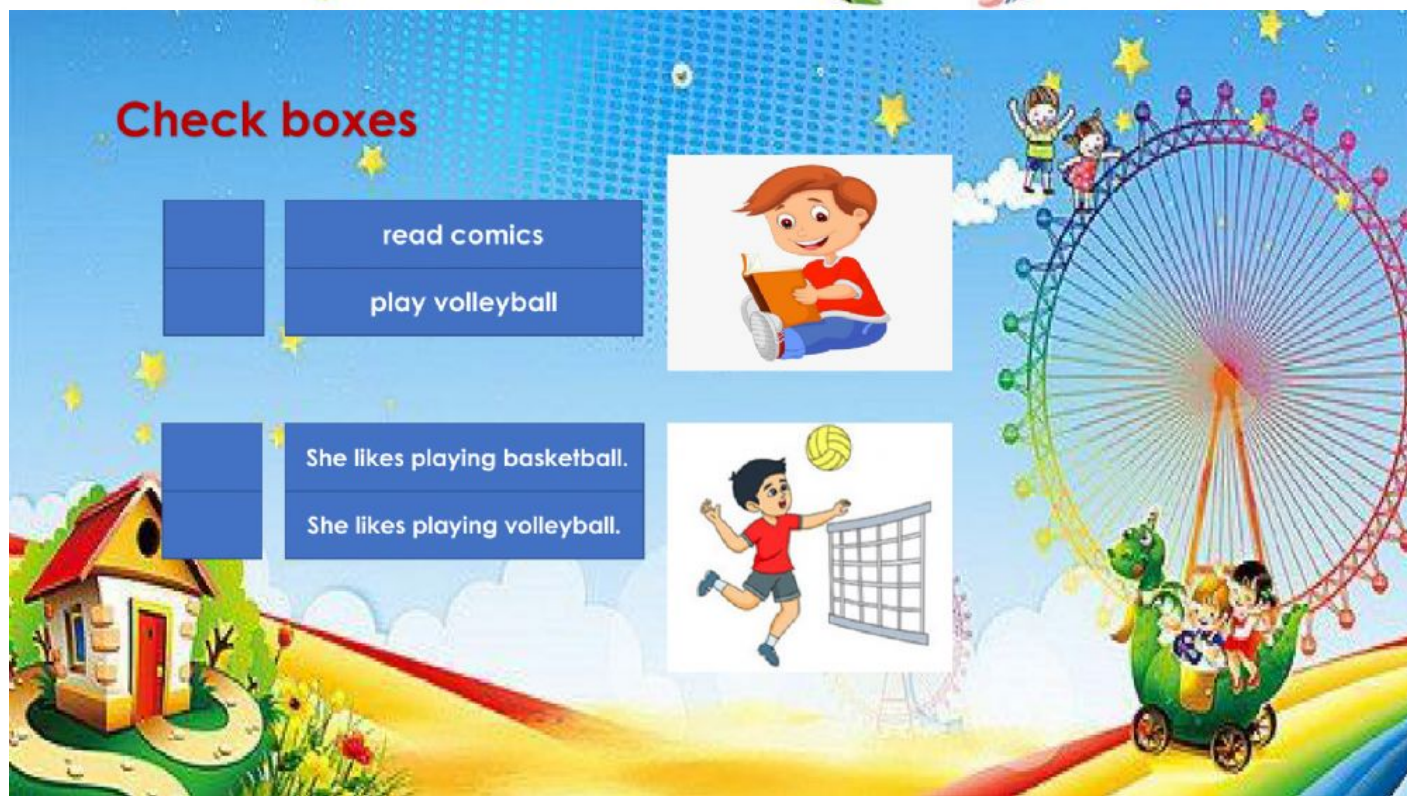 Check boxes
read comics
play volleyball
She likes playing basketball.
She likes playing volleyball.